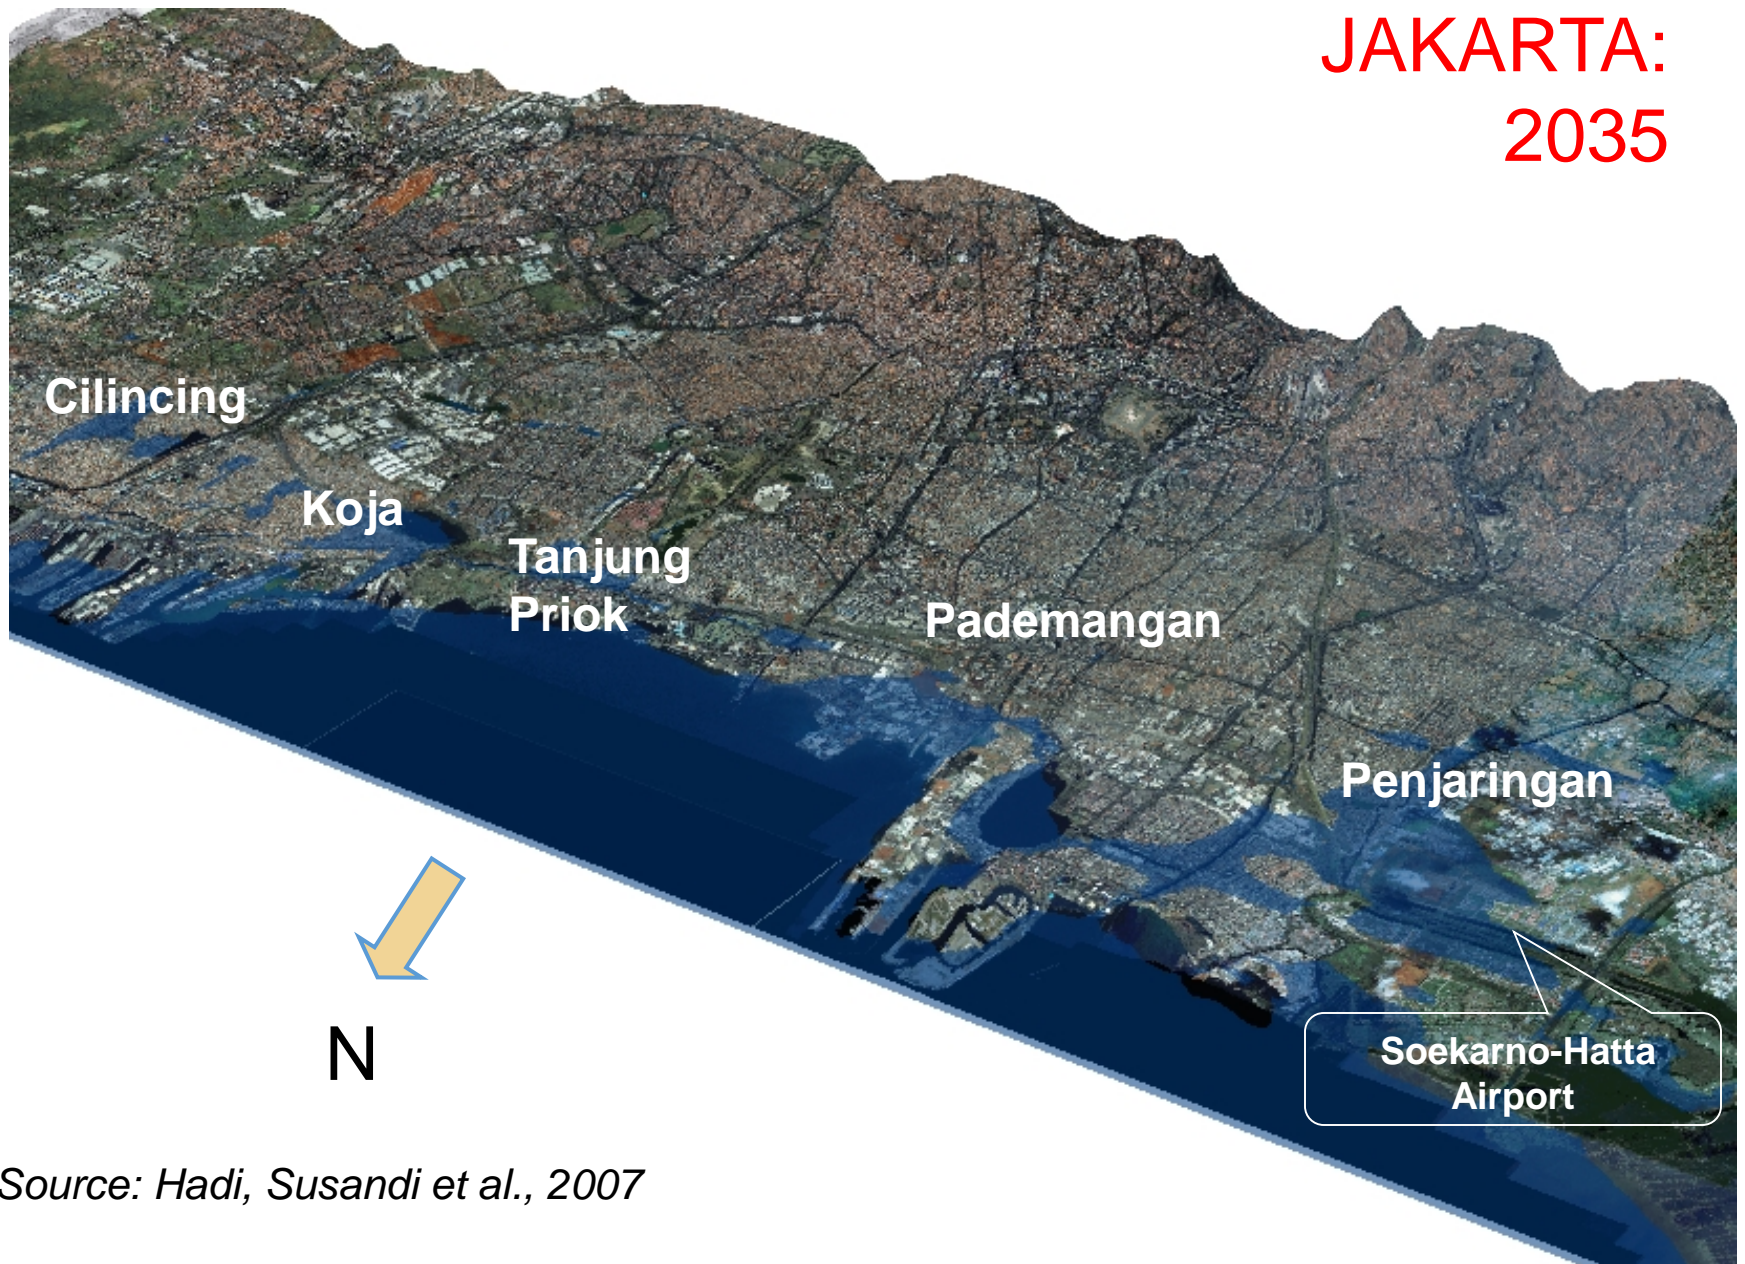 JAKARTA:
2035
Cilincing
Koja
Tanjung
Priok
Pademangan
Penjaringan
Soekarno-Hatta
Airport
N
Source: Hadi, Susandi et al., 2007